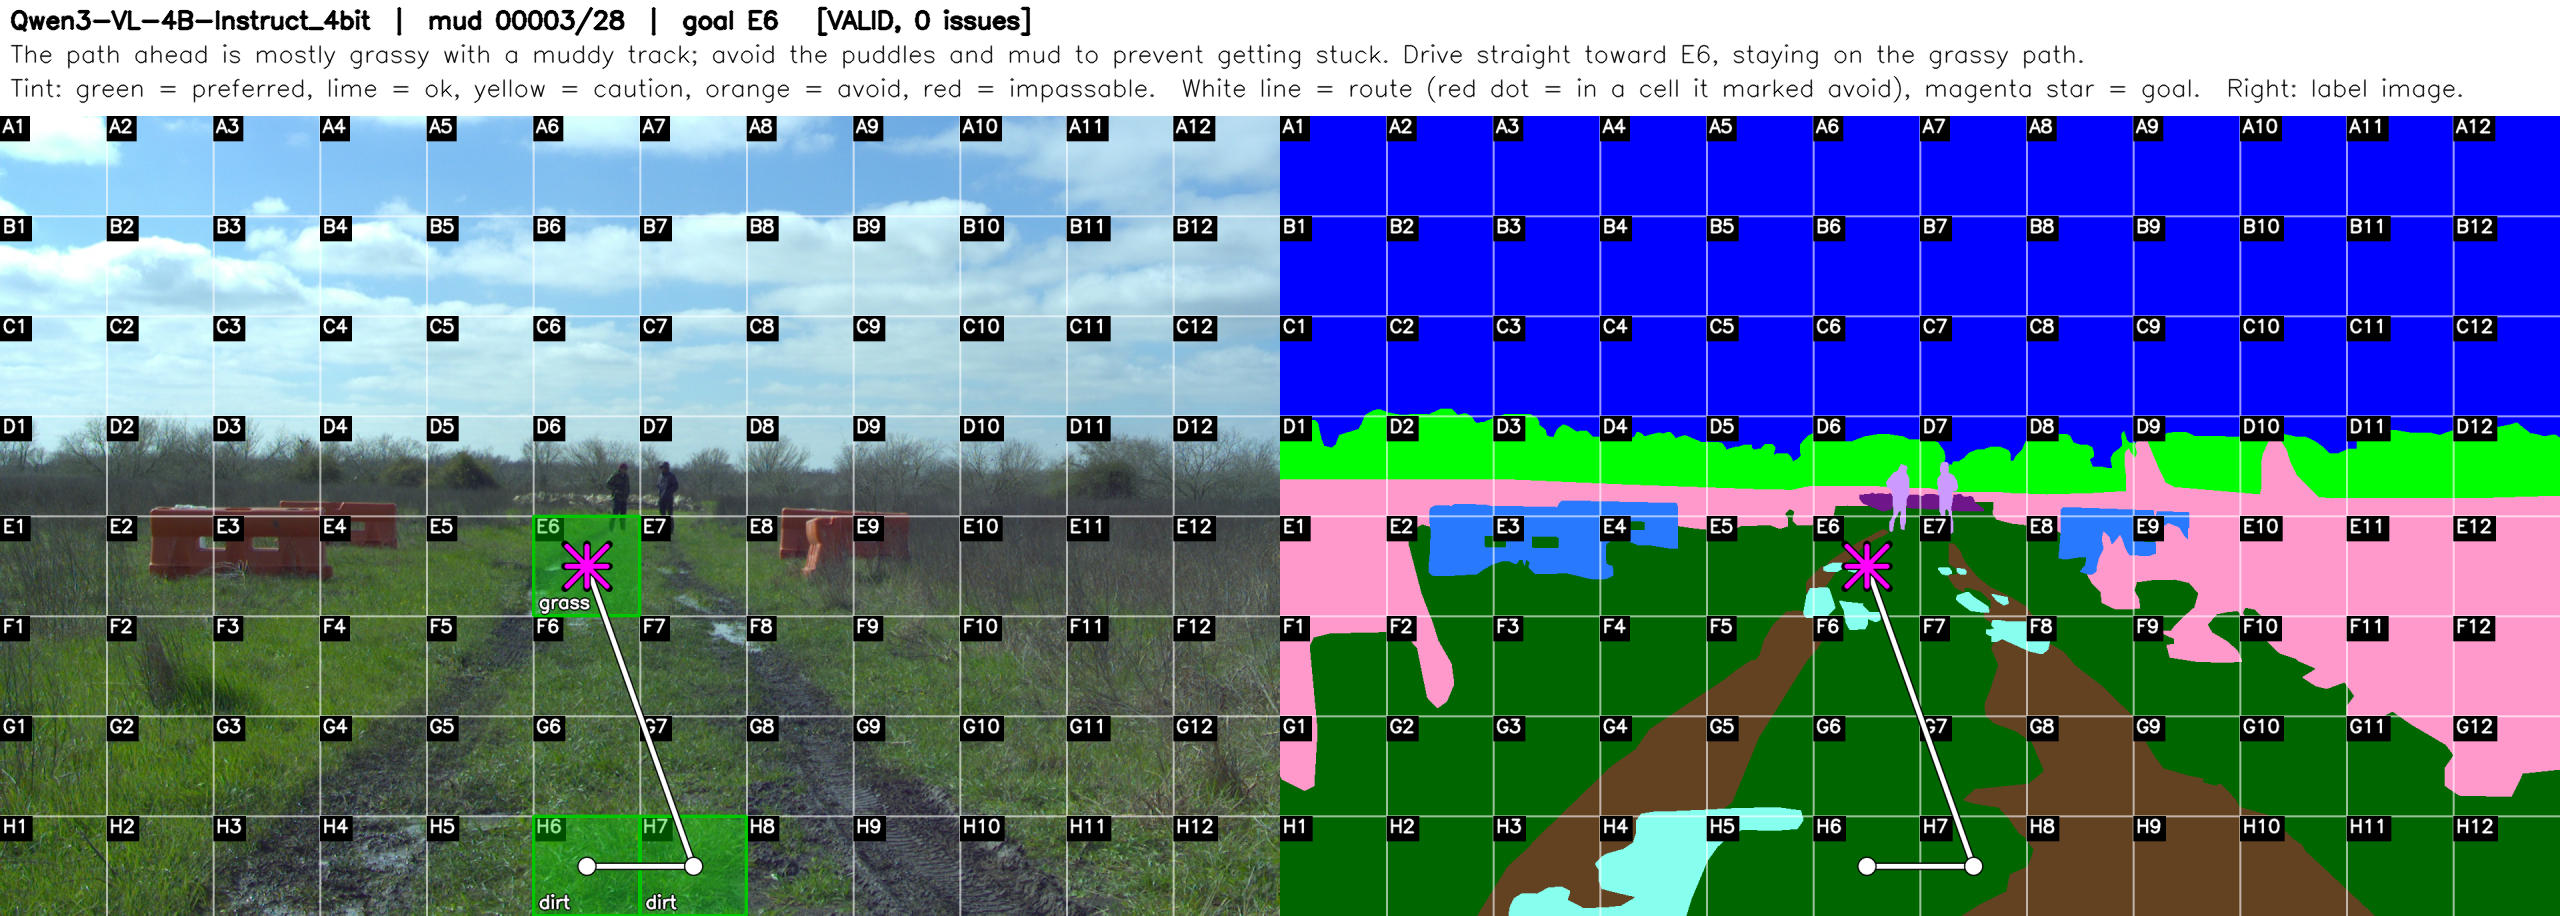 Qwen3-VL-4B-Instruct_4bit | mud 00003/28 | goal E6 [VALID, 0 issues]
The path ahead is mostly grassy with a muddy track; avoid the puddles and mud to prevent getting stuck. Drive straight toward E6, staying on the grassy path.
Tint: green = preferred, lime = ok, yellow = caution, orange = avoid, red = impassable. White line = route (red dot = in a cell it marked avoid), magenta star = goal. Right: label image.
A1 A2 A3 A4 A5 A6 A7 A8 A9 A10 A11 A12 A1 A2 A3 A4 A5 A6 A7 A8 A9 A10 A11 A12
B1 B2 B3 B4 B5 B6 B7 B8 B9 B10 B11 B12 B1 B2 B3 B4 B5 B6 B7 B8 B9 B10 B11 B12
C1 C2 C3 C4 C5 C6 C7 C8 C9 C10 C11 C12 C1 C2 C3 C4 C5 C6 C7 C8 C9 C10 C11 C12
D1 D2 D3 D4 D5 D6 D7 D8 D9 D10 D11 D12 D1 D2 D3 D4 D5 D6 D7 D8 D9 D10 D11 D12
E1 E2 E3 E4 E5 E6 E7 E8 E9 E10 E11 E12 E1 E2 E3 E4 E5 E6 E7 E8 E9 E10 E11 E12
grass
F1 F2 F3 F4 F5 F6 F7 F8 F9 F10 F11 F12 F1 F2 F3 F4 F5 F6 F7 F8 F9 F10 F11 F12
G1 G2 G3 G4 G5 G6 G7 G8 G9 G10 G11 G12 G1 G2 G3 G4 G5 G6 G7 G8 G9 G10 G11 G12
H1 H2 H3 H4 H5 H6 H7 H8 H9 H10 H11 H12 H1 H2 H3 H4 H5 H6 H7 H8 H9 H10 H11 H12
dirt dirt